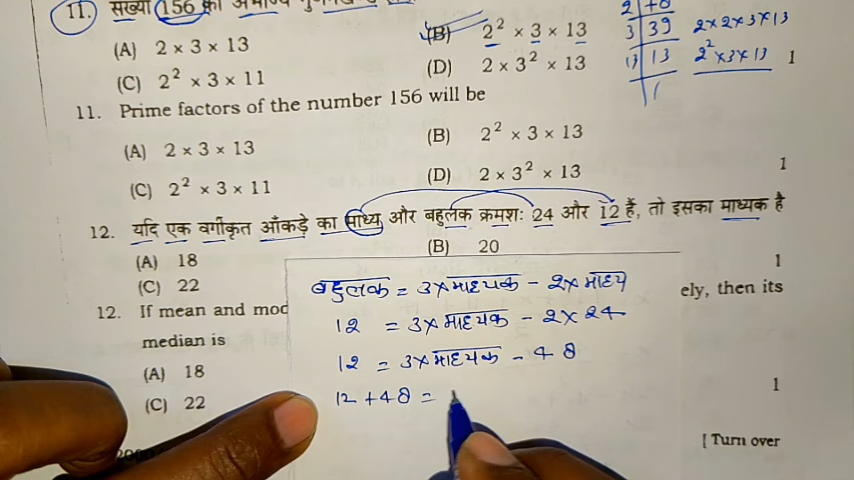 11. संख्या 156 का अभाज्य
(A) 2 × 3 × 13
(B) 2² × 3 × 13
(C) 2² × 3 × 11
(D) 2 × 3² × 13
1
3 39
13 13
1
2×2×3×13
2²×3×13
11. Prime factors of the number 156 will be
(A) 2 × 3 × 13
(B) 2² × 3 × 13
(C) 2² × 3 × 11
(D) 2 × 3² × 13
1
12. यदि एक वर्गीकृत आँकड़े का माध्य और बहुलक क्रमशः 24 और 12 हैं, तो इसका माध्यक है
(A) 18
(B) 20
(C) 22
1
बहुलक = 3×माध्यक - 2×माध्य
12 = 3×माध्यक - 2×24
12 = 3×माध्यक - 48
12+48 =
12. If mean and mod
ely, then its
median is
(A) 18
(C) 22
1
[ Turn over